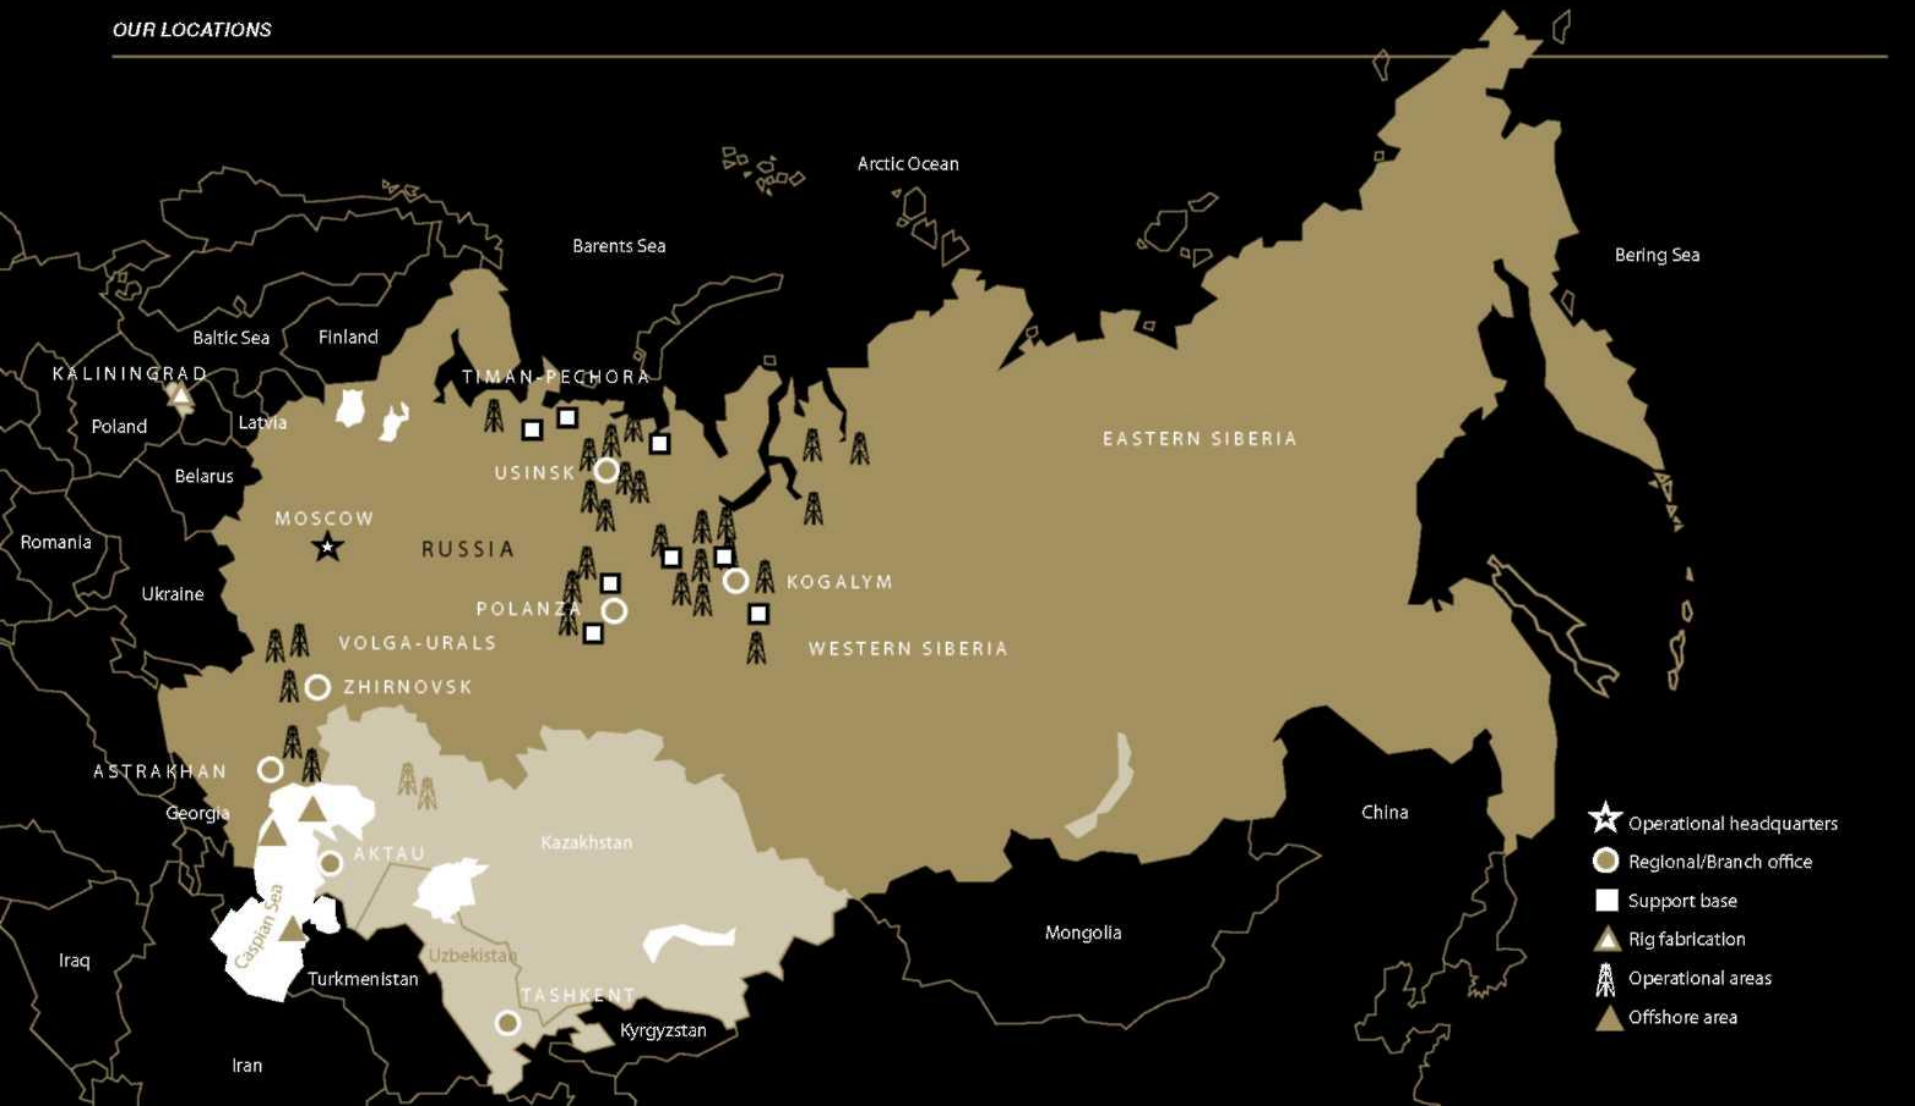 OUR LOCATIONS
Arctic Ocean
Barents Sea
Bering Sea
Baltic Sea
Finland
KALININGRAD
TIMAN-PECHORA
Poland
Latvia
EASTERN SIBERIA
Belarus
USINSK
MOSCOW
Romania
RUSSIA
Ukraine
KOGALYM
POLANZA
VOLGA-URALS
WESTERN SIBERIA
ZHIRNOVSK
ASTRAKHAN
Georgia
China
Kazakhstan
AKTAU
Caspian Sea
Mongolia
Iraq
Uzbekistan
Turkmenistan
TASHKENT
Kyrgyzstan
Iran
Operational headquarters
Regional/Branch office
Support base
Rig fabrication
Operational areas
Offshore area